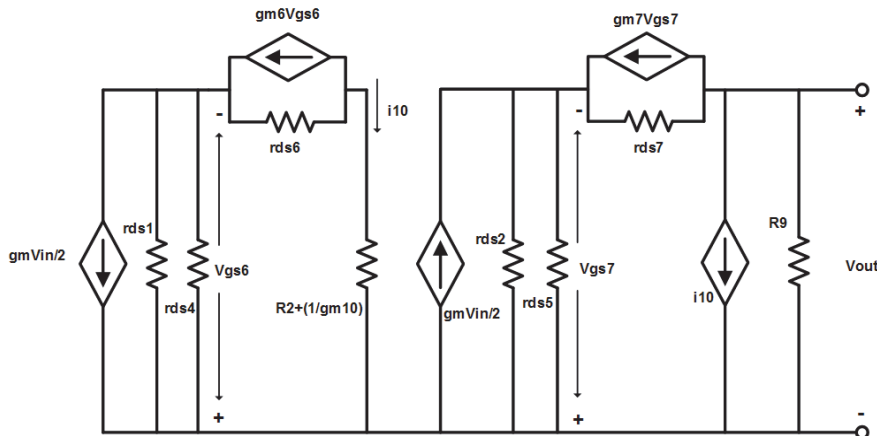 gm6Vgs6
gm7Vgs7
-
i10
-
+
rds6
rds7
rds1
rds2
R9
gmVin/2
Vgs6
Vgs7
Vout
rds4
R2+(1/gm10)
gmVin/2
rds5
i10
+
+
-